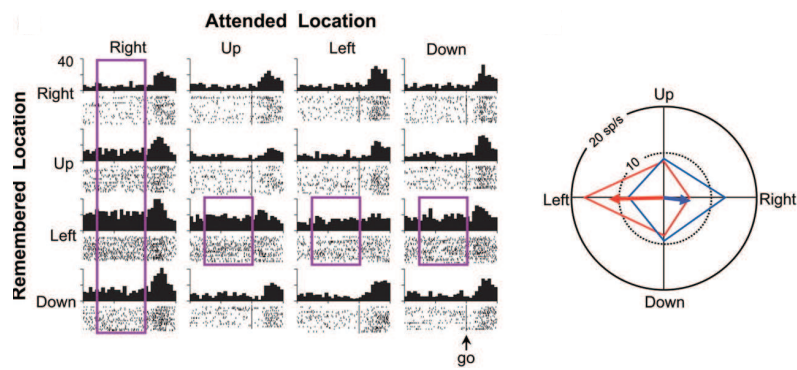 Attended Location
Right Up Left Down
40
Remembered Location
Right
Up
Left
Down
go
Up
20 sp/s
10
Left
Right
Down